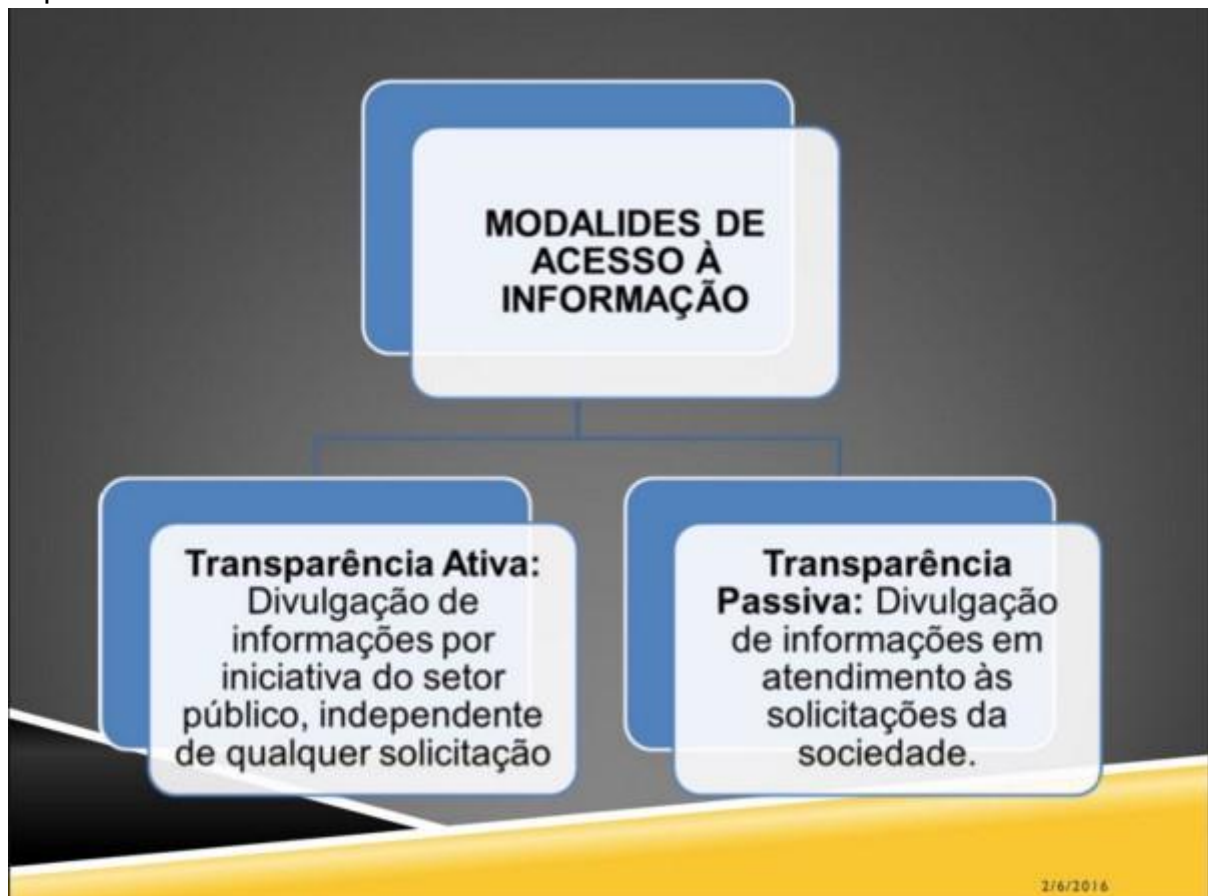 MODALIDES DE
ACESSO À
INFORMAÇÃO
Transparência Ativa:
Divulgação de
informações por
iniciativa do setor
público, independente
de qualquer solicitação
Transparência
Passiva: Divulgação
de informações em
atendimento às
solicitações da
sociedade.
2/6/2016